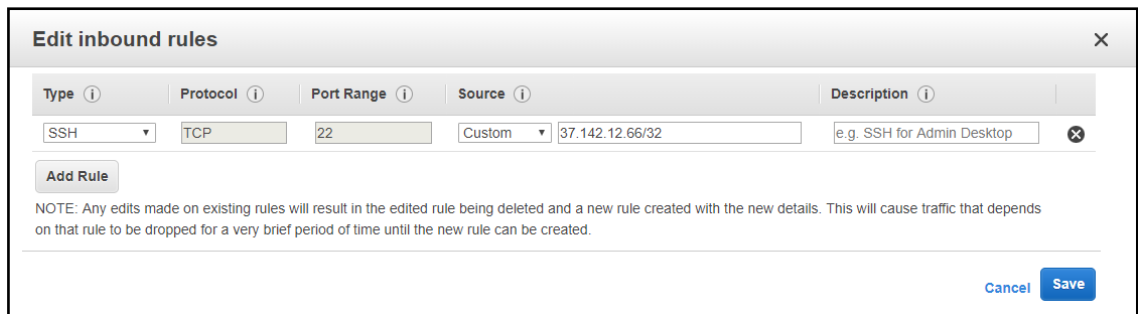 Edit inbound rules
Type Protocol Port Range Source Description
SSH TCP 22 Custom 37.142.12.66/32 e.g. SSH for Admin Desktop
Add Rule
NOTE: Any edits made on existing rules will result in the edited rule being deleted and a new rule created with the new details. This will cause traffic that depends
on that rule to be dropped for a very brief period of time until the new rule can be created.
Cancel Save